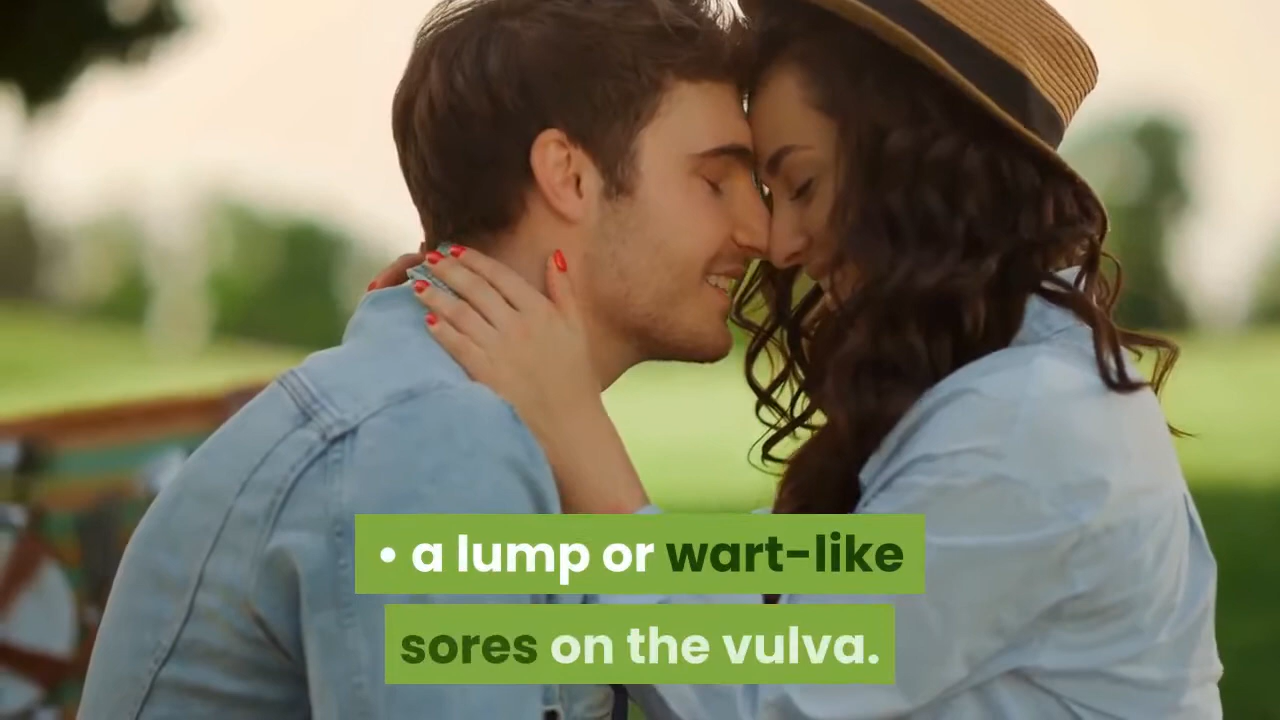 • a lump or wart-like
sores on the vulva.